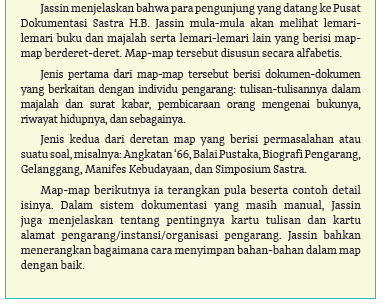 Jassin menjelaskan bahwa para pengunjung yang datang ke Pusat
Dokumentasi Sastra H.B. Jassin mula-mula akan melihat lemari-
lemari buku dan majalah serta lemari-lemari lain yang berisi map-
map berderet-deret. Map-map tersebut disusun secara alfabetis.
Jenis pertama dari map-map tersebut berisi dokumen-dokumen
yang berkaitan dengan individu pengarang: tulisan-tulisannya dalam
majalah dan surat kabar, pembicaraan orang mengenai bukunya,
riwayat hidupnya, dan sebagainya.
Jenis kedua dari deretan map yang berisi permasalahan atau
suatu soal, misalnya: Angkatan ‘66, Balai Pustaka, Biografi Pengarang,
Gelanggang, Manifes Kebudayaan, dan Simposium Sastra.
Map-map berikutnya ia terangkan pula beserta contoh detail
isinya. Dalam sistem dokumentasi yang masih manual, Jassin
juga menjelaskan tentang pentingnya kartu tulisan dan kartu
alamat pengarang/instansi/organisasi pengarang. Jassin bahkan
menerangkan bagaimana cara menyimpan bahan-bahan dalam map
dengan baik.